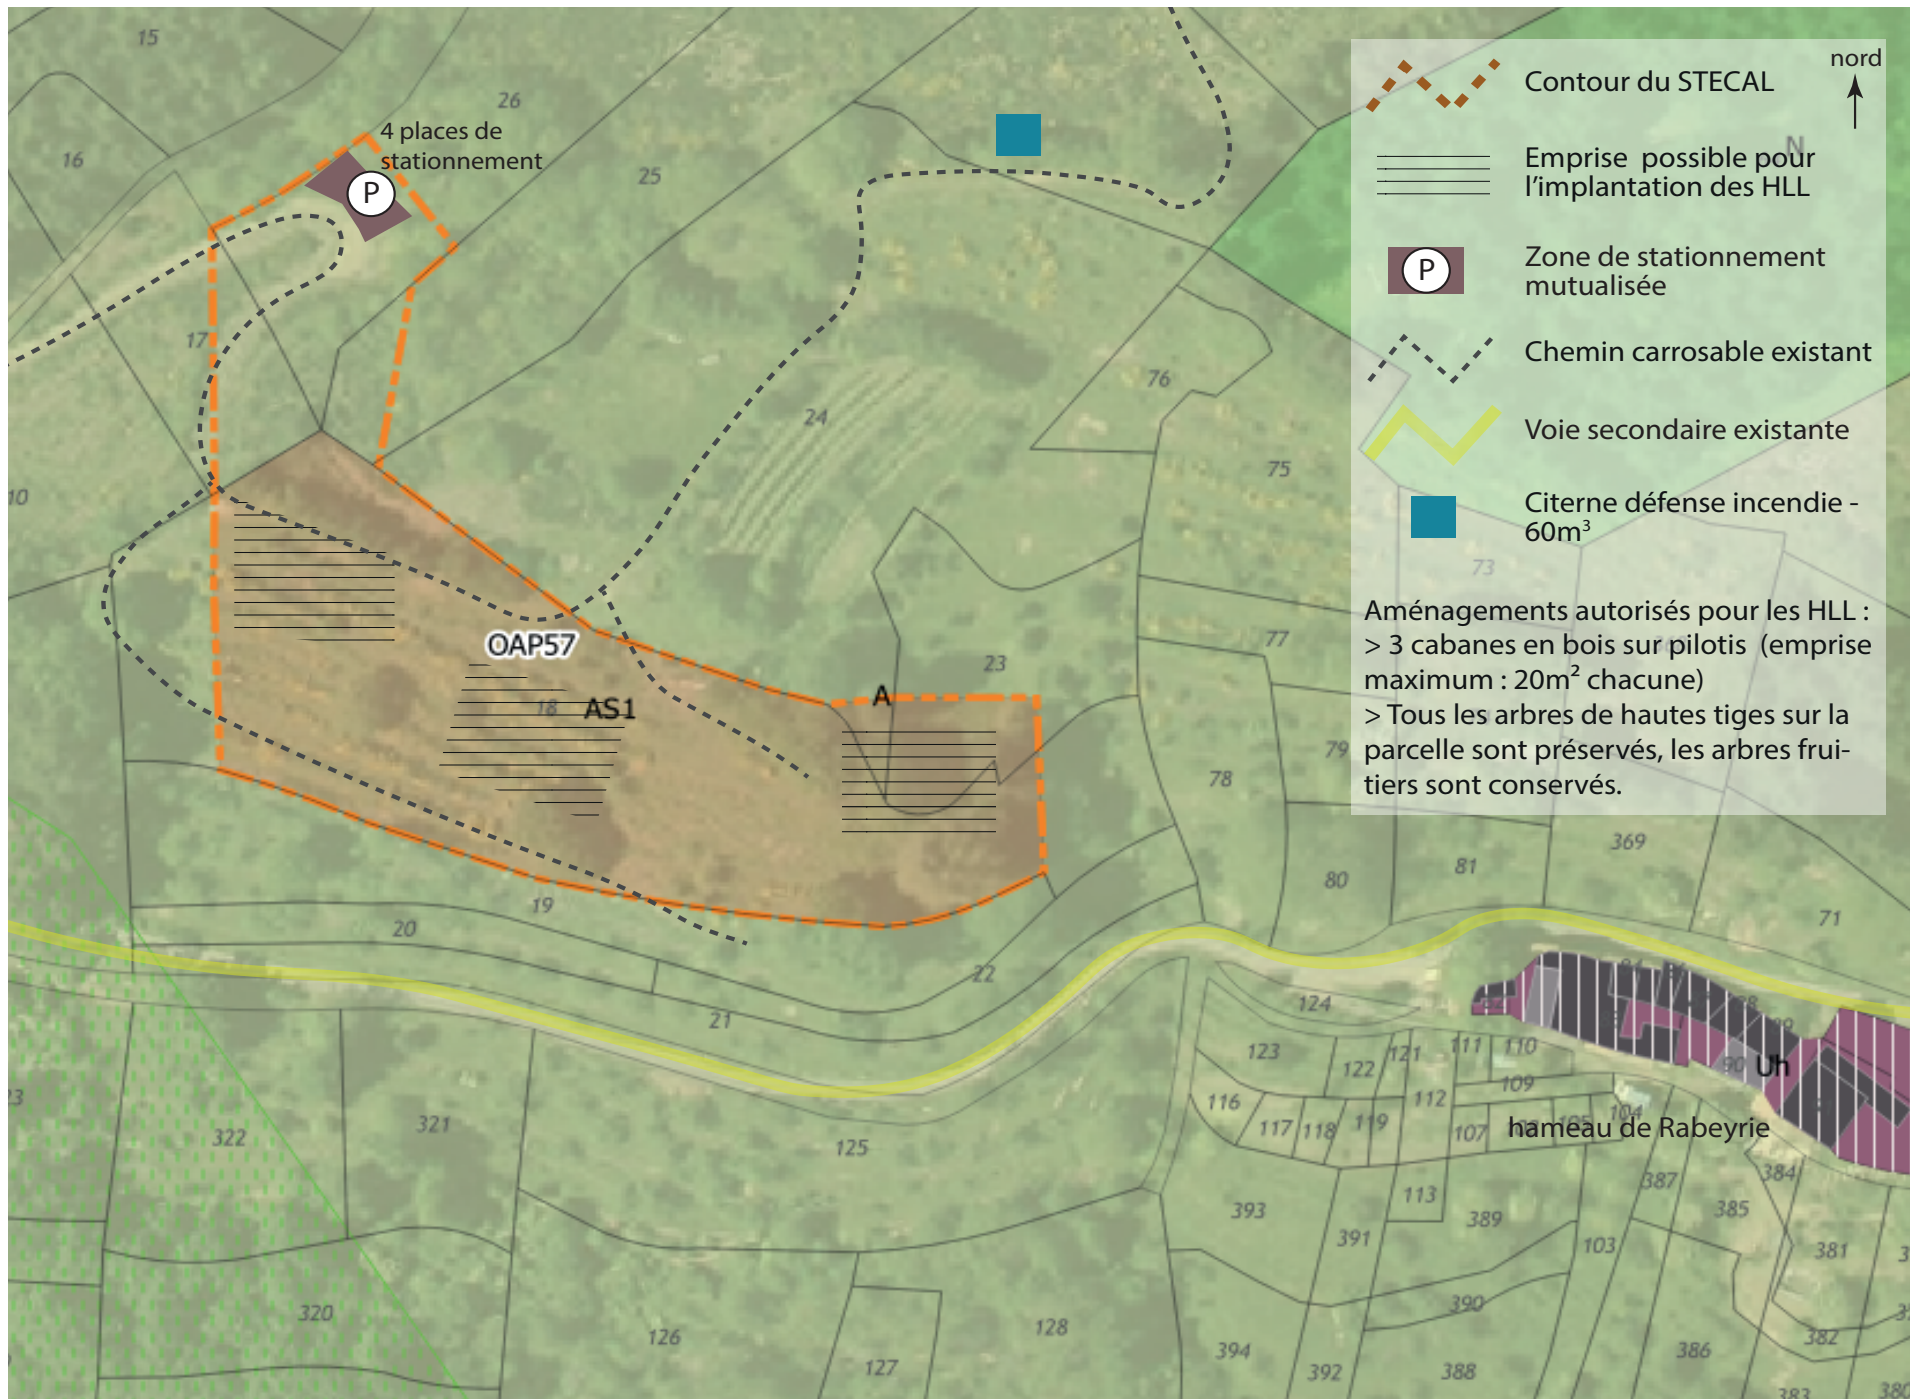 nord
Contour du STECAL
N
Emprise possible pour
l'implantation des HLL
P
Zone de stationnement
mutualisée
Chemin carrosable existant
Voie secondaire existante
Citerne défense incendie -
60m³
Aménagements autorisés pour les HLL :
> 3 cabanes en bois sur pilotis (emprise
maximum : 20m² chacune)
> Tous les arbres de hautes tiges sur la
parcelle sont préservés, les arbres frui-
tiers sont conservés.
4 places de
stationnement
P
15
26
16
25
17
10
24
76
75
73
77
23
OAP57
18
AS1
A
79
78
80
81
369
71
19
20
22
21
124
123
122
121
111
110
109
112
116
117
118
119
107
104
90
Uh
hameau de Rabeyrie
125
321
322
23
113
393
391
389
387
385
384
381
103
390
382
320
126
127
128
394
392
388
386
383
380